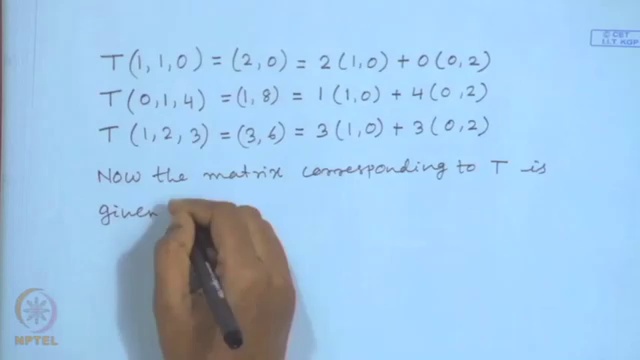 © CET
I.I.T. KGP
T(1,1,0) = (2,0) = 2(1,0) + 0(0,2)
T(0,1,4) = (1,8) = 1(1,0) + 4(0,2)
T(1,2,3) = (3,6) = 3(1,0) + 3(0,2)
Now the matrix corresponding to T is
given
NPTEL